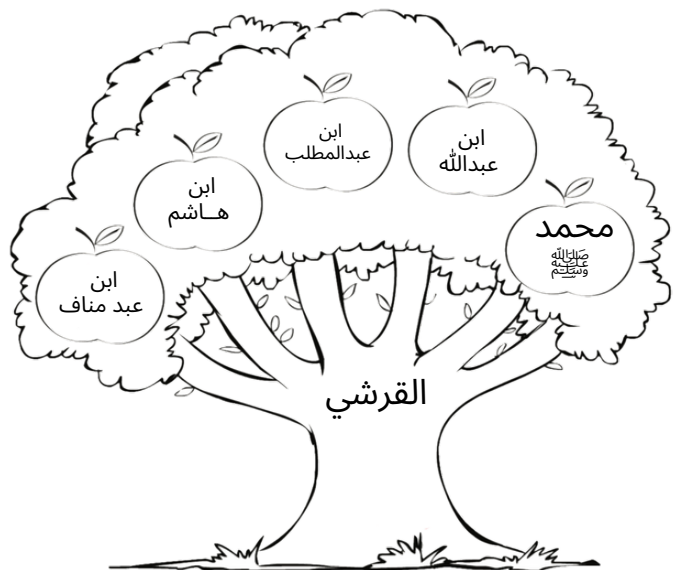 محمد
ﷺ
ابن
عبدالله
ابن
عبدالمطلب
ابن
هـاشم
ابن
عبد مناف
القرشي